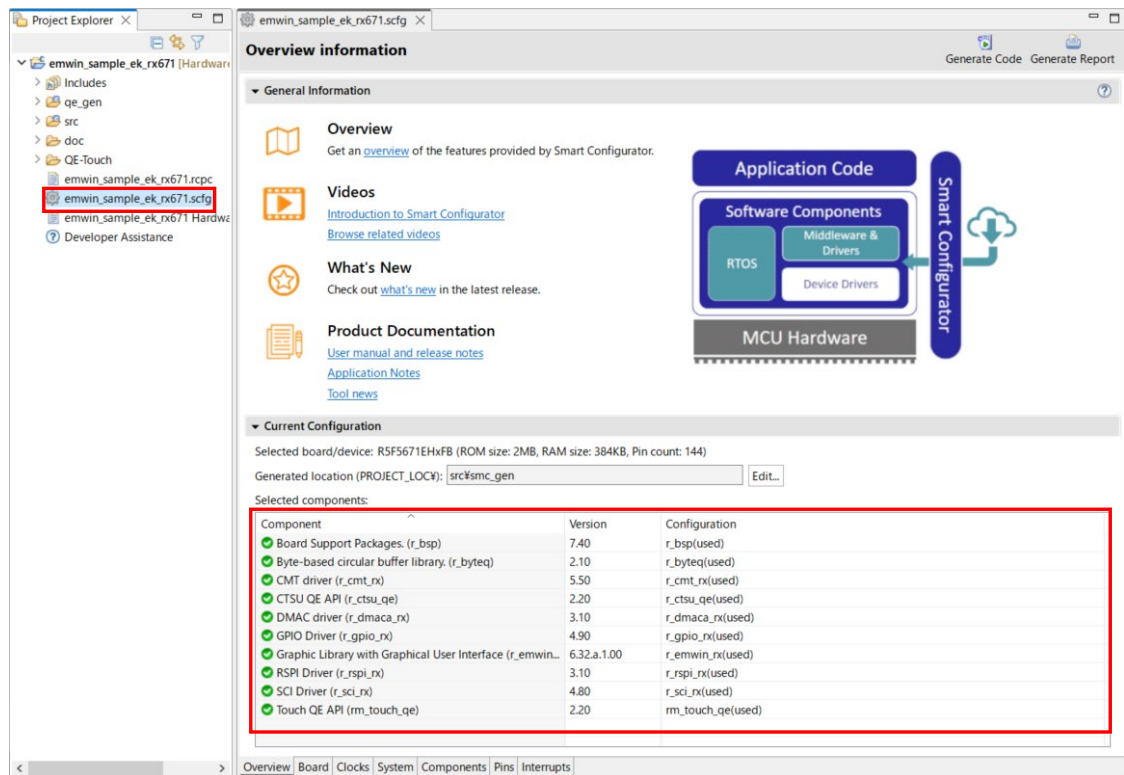 Project Explorer
emwin_sample_ek_rx671 [Hardware
Includes
qe_gen
src
doc
QE-Touch
emwin_sample_ek_rx671.rcpc
emwin_sample_ek_rx671.scfg
emwin_sample_ek_rx671 Hardwa
Developer Assistance
emwin_sample_ek_rx671.scfg
Overview information
Generate Code Generate Report
General Information
Overview
Get an overview of the features provided by Smart Configurator.
Videos
Introduction to Smart Configurator
Browse related videos
What's New
Check out what's new in the latest release.
Product Documentation
User manual and release notes
Application Notes
Tool news
Application Code
Software Components
RTOS
Middleware &
Drivers
Device Drivers
MCU Hardware
Smart Configurator
Current Configuration
Selected board/device: R5F5671EHxFB (ROM size: 2MB, RAM size: 384KB, Pin count: 144)
Generated location (PROJECT_LOC¥): src¥smc_gen Edit...
Selected components:
Component Version Configuration
Board Support Packages. (r_bsp) 7.40 r_bsp(used)
Byte-based circular buffer library. (r_byteq) 2.10 r_byteq(used)
CMT driver (r_cmt_rx) 5.50 r_cmt_rx(used)
CTSU QE API (r_ctsu_qe) 2.20 r_ctsu_qe(used)
DMAC driver (r_dmaca_rx) 3.10 r_dmaca_rx(used)
GPIO Driver (r_gpio_rx) 4.90 r_gpio_rx(used)
Graphic Library with Graphical User Interface (r_emwin... 6.32.a.1.00 r_emwin_rx(used)
RSPI Driver (r_rspi_rx) 3.10 r_rspi_rx(used)
SCI Driver (r_sci_rx) 4.80 r_sci_rx(used)
Touch QE API (rm_touch_qe) 2.20 rm_touch_qe(used)
Overview Board Clocks System Components Pins Interrupts